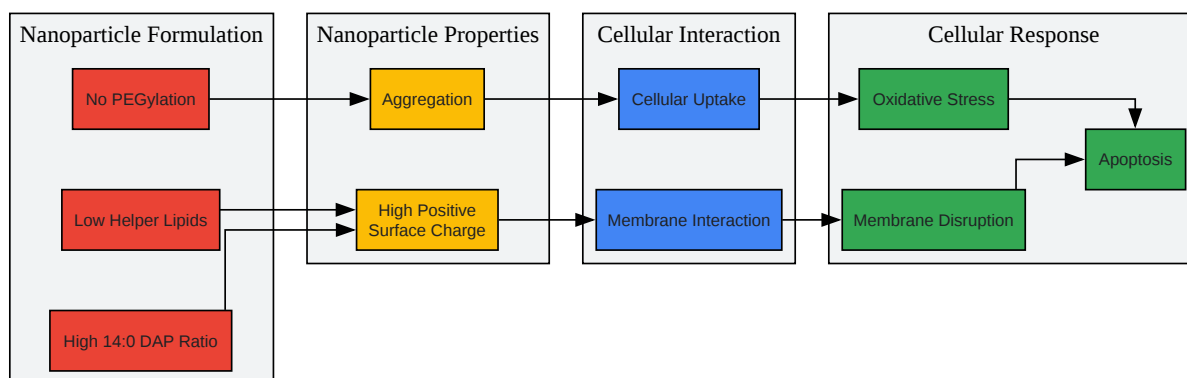 Nanoparticle Formulation
Nanoparticle Properties
Cellular Interaction
Cellular Response
No PEGylation
Aggregation
Cellular Uptake
Oxidative Stress
Apoptosis
Low Helper Lipids
High Positive
Surface Charge
Membrane Interaction
Membrane Disruption
High 14:0 DAP Ratio